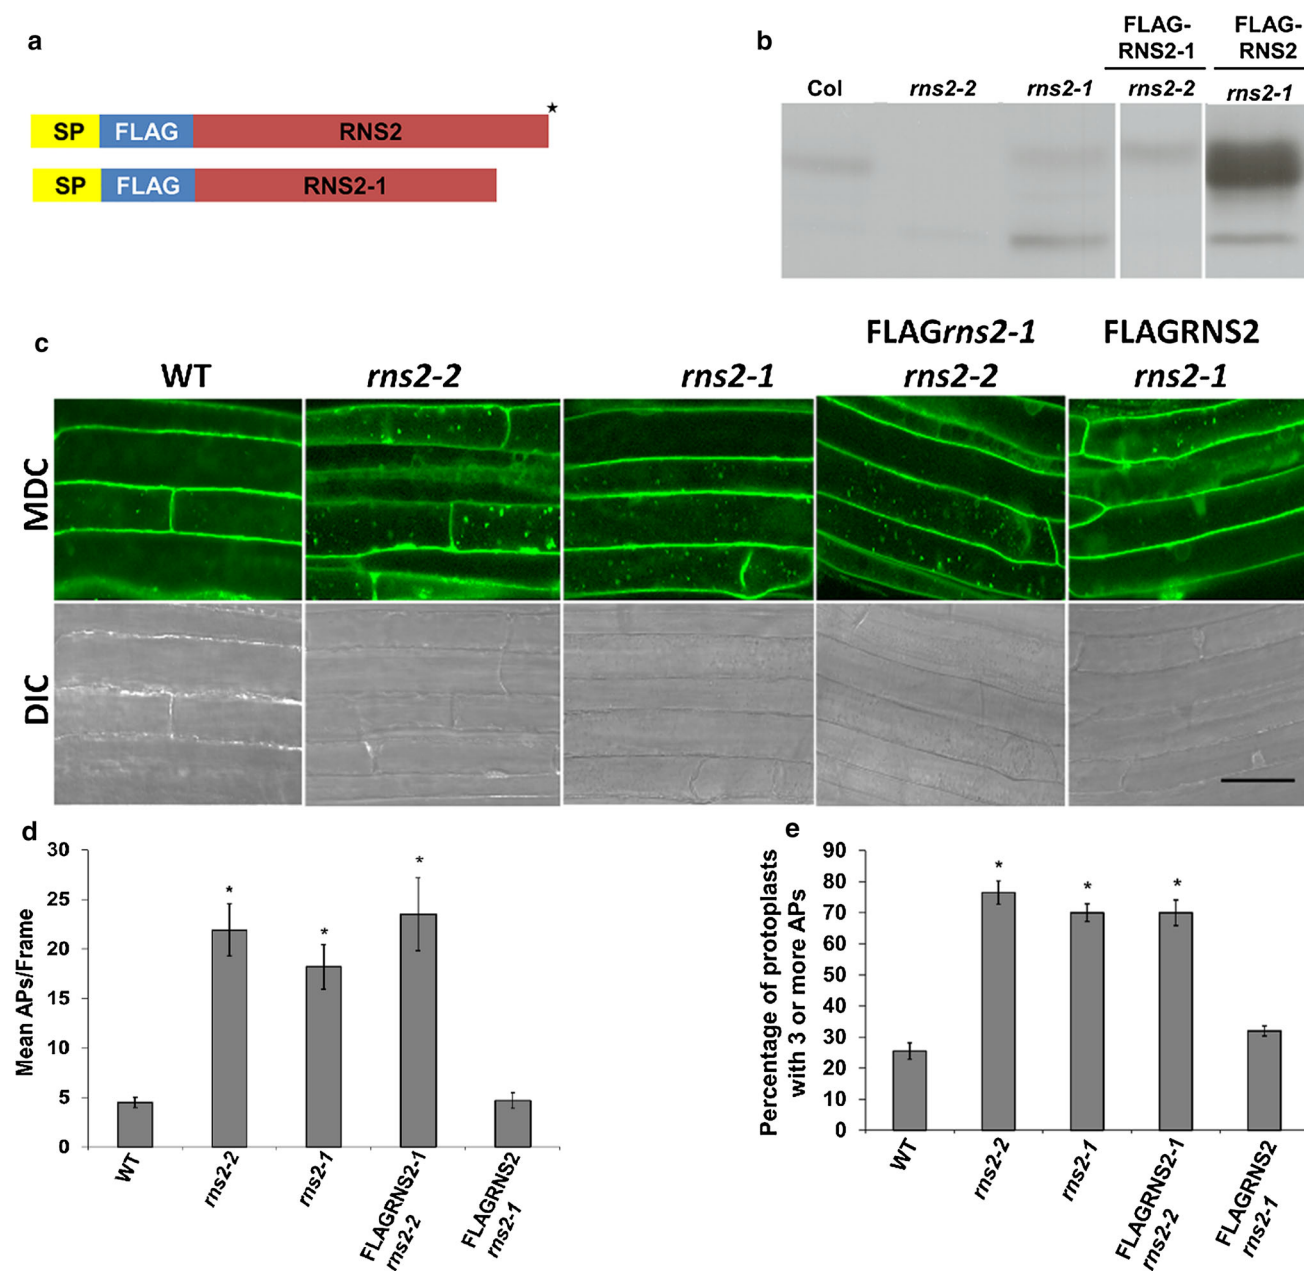 a
SP FLAG RNS2 *
SP FLAG RNS2-1
b
FLAG-
RNS2-1
FLAG-
RNS2
Col rns2-2 rns2-1 rns2-2 rns2-1
c
FLAGrns2-1 FLAGRNS2
WT rns2-2 rns2-1 rns2-2 rns2-1
MDC
DIC
d
Mean APs/Frame
30
25
20
15
10
5
0
*
*
*
WT
rns2-2
rns2-1
FLAGRNS2-1
rns2-2
FLAGRNS2
rns2-1
e
Percentage of protoplasts
with 3 or more APs
90
80
70
60
50
40
30
20
10
0
*
*
*
WT
rns2-2
rns2-1
FLAGRNS2-1
rns2-2
FLAGRNS2
rns2-1